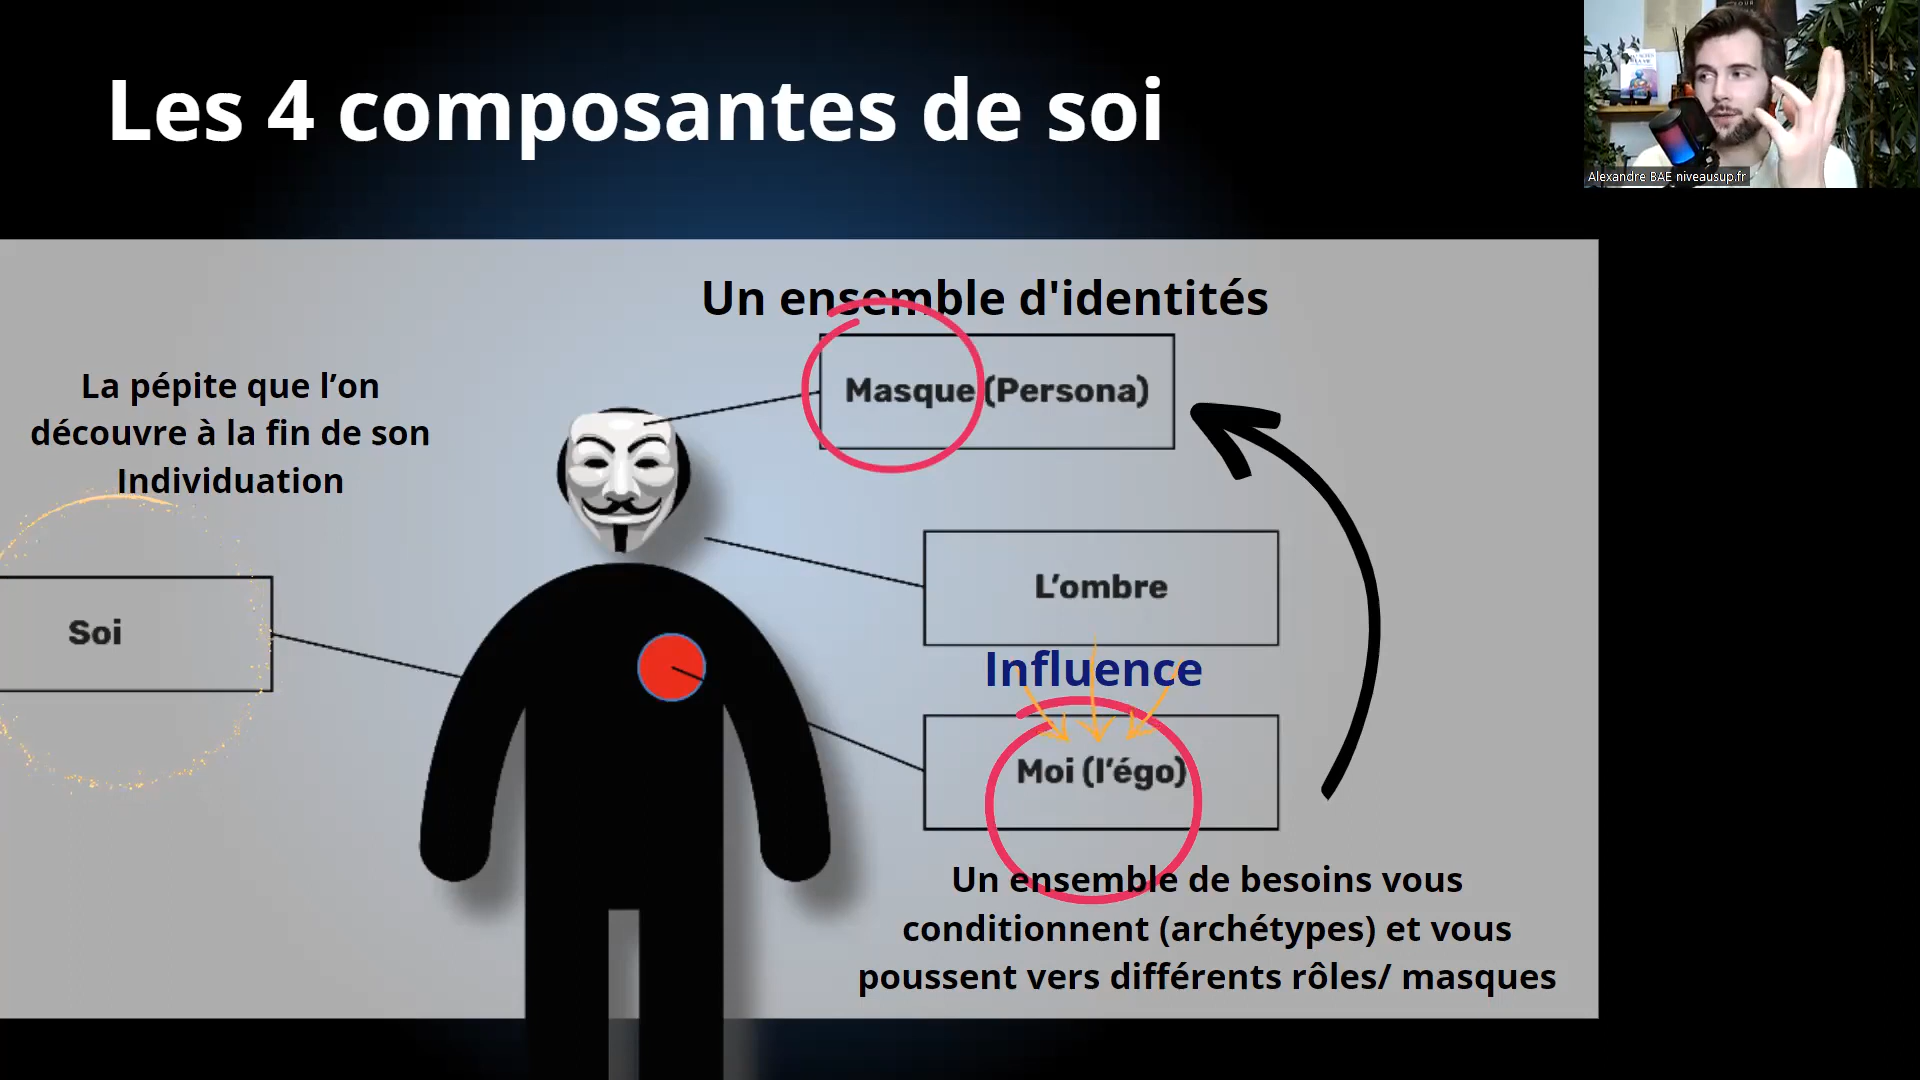 Les 4 composantes de soi
Alexandre BAE niveausup.fr
Un ensemble d'identités
Masque (Persona)
La pépite que l’on
découvre à la fin de son
Individuation
L’ombre
Soi
Influence
Moi (l’égo)
Un ensemble de besoins vous
conditionnent (archétypes) et vous
poussent vers différents rôles/ masques